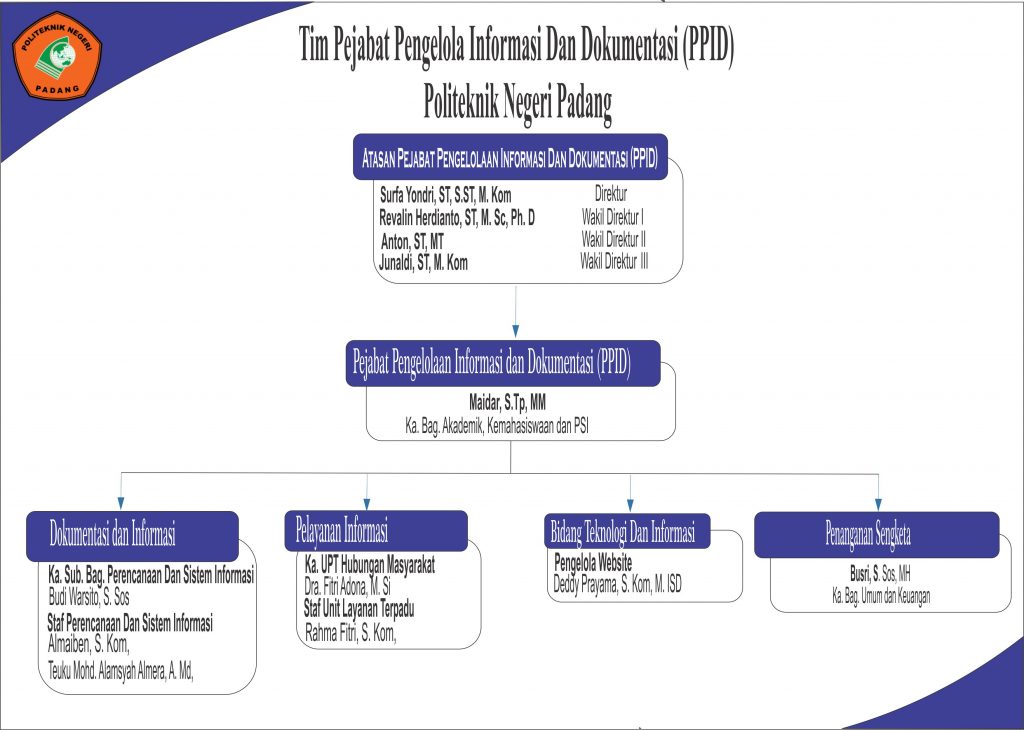 POLITEKNIK NEGERI
PADANG
Tim Pejabat Pengelola Informasi Dan Dokumentasi (PPID)
Politeknik Negeri Padang
ATASAN PEJABAT PENGELOLAAN INFORMASI DAN DOKUMENTASI (PPID)
Surfa Yondri, ST, S.ST, M. Kom Direktur
Revalin Herdianto, ST, M. Sc, Ph. D Wakil Direktur I
Anton, ST, MT Wakil Direktur II
Junaldi, ST, M. Kom Wakil Direktur III
Pejabat Pengelolaan Informasi dan Dokumentasi (PPID)
Maidar, S.Tp, MM
Ka. Bag. Akademik, Kemahasiswaan dan PSI
Dokumentasi dan Informasi
Ka. Sub. Bag. Perencanaan Dan Sistem Informasi
Budi Warsito, S. Sos
Staf Perencanaan Dan Sistem Informasi
Almaiben, S. Kom,
Teuku Mohd. Alamsyah Almera, A. Md,
Pelayanan Informasi
Ka. UPT Hubungan Masyarakat
Dra. Fitri Adona, M. Si
Staf Unit Layanan Terpadu
Rahma Fitri, S. Kom,
Bidang Teknologi Dan Informasi
Pengelola Website
Deddy Prayama, S. Kom, M. ISD
Penanganan Sengketa
Busri, S. Sos, MH
Ka. Bag. Umum dan Keuangan